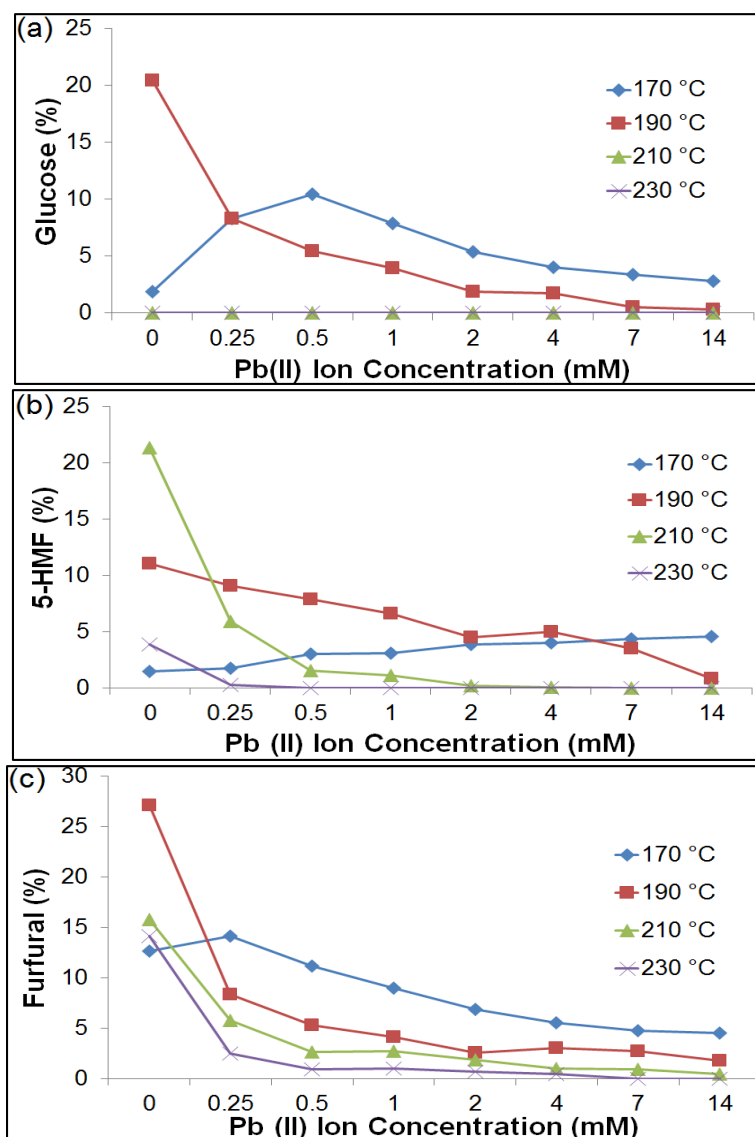 (a)
25
20
15
10
5
0
Glucose (%)
170 °C
190 °C
210 °C
230 °C
0 0.25 0.5 1 2 4 7 14
Pb(II) Ion Concentration (mM)
(b)
25
20
15
10
5
0
5-HMF (%)
170 °C
190 °C
210 °C
230 °C
0 0.25 0.5 1 2 4 7 14
Pb (II) Ion Concentration (mM)
(c)
30
25
20
15
10
5
0
Furfural (%)
170 °C
190 °C
210 °C
230 °C
0 0.25 0.5 1 2 4 7 14
Pb (II) Ion Concentration (mM)